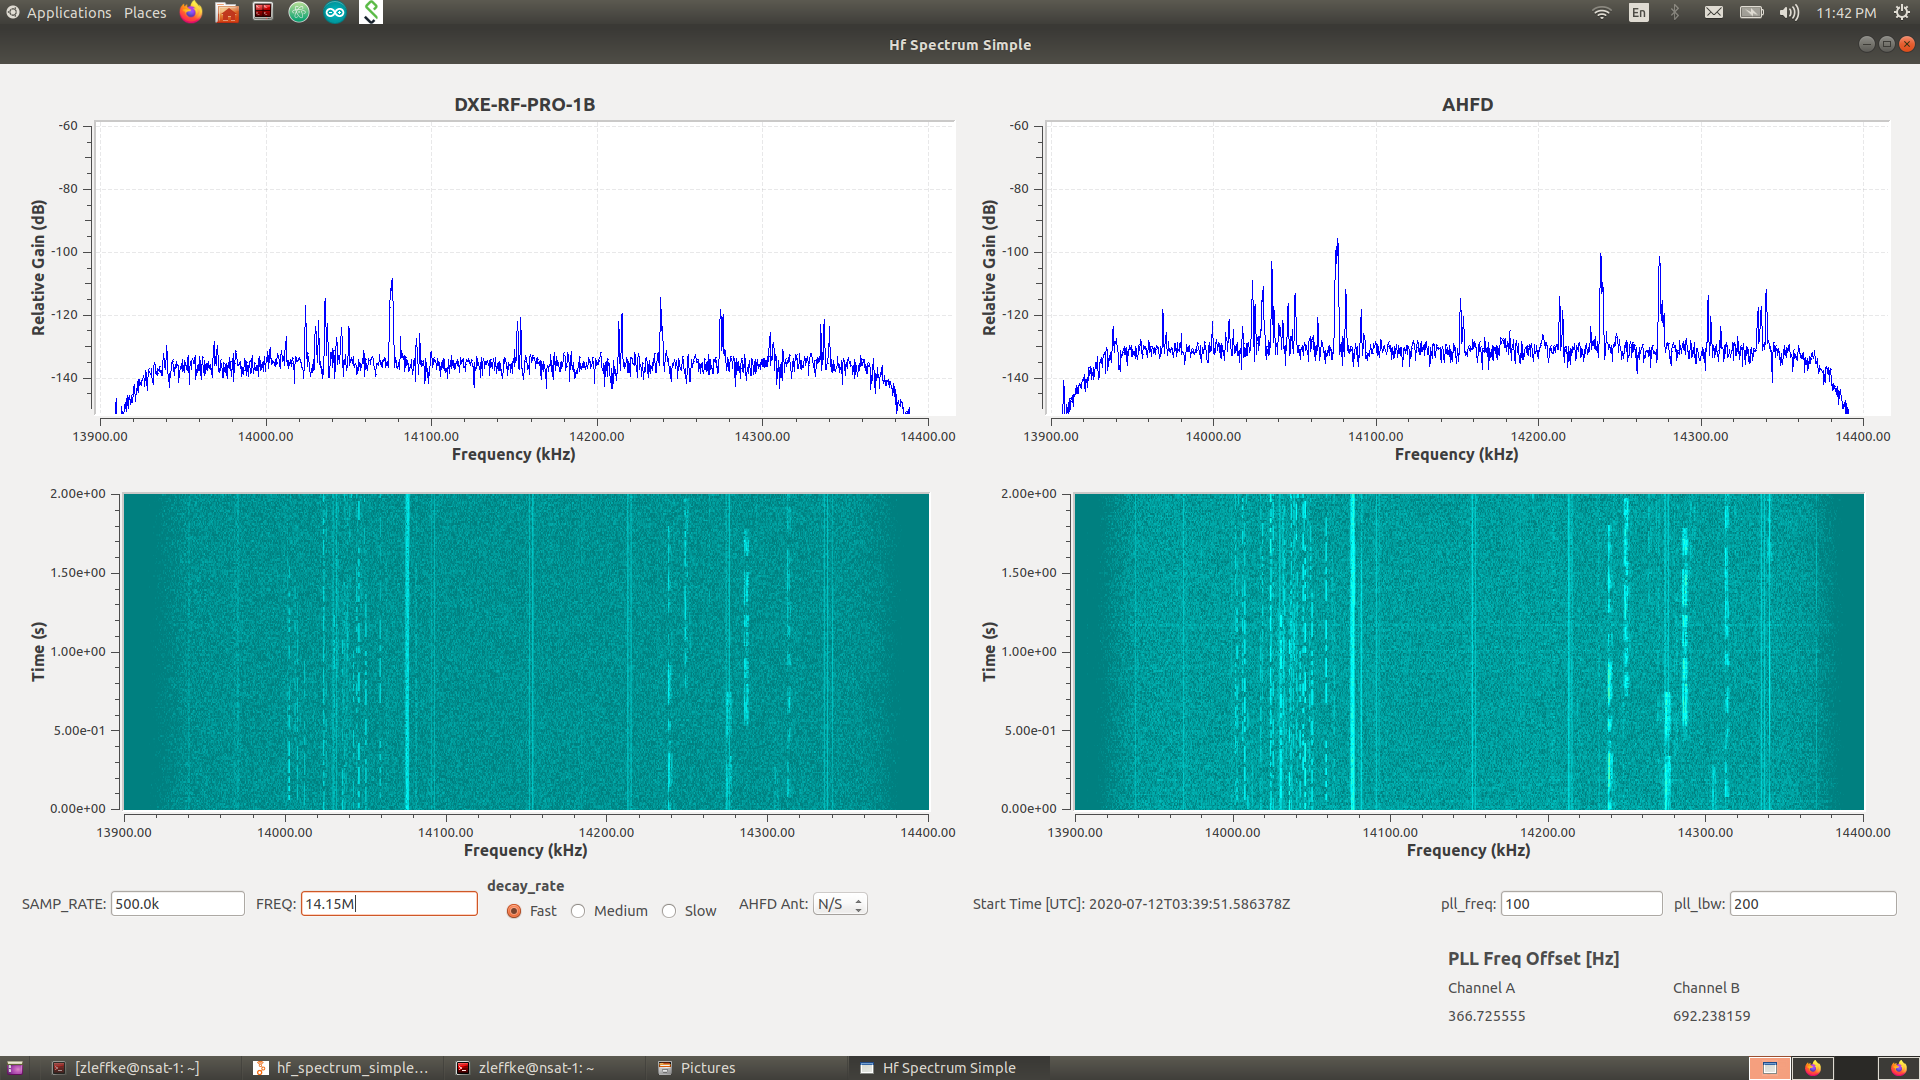 Applications Places En 11:42 PM
Hf Spectrum Simple
DXE-RF-PRO-1B
-60
-80
-100
-120
-140
Relative Gain (dB)
13900.00 14000.00 14100.00 14200.00 14300.00 14400.00
Frequency (kHz)
AHFD
-60
-80
-100
-120
-140
Relative Gain (dB)
13900.00 14000.00 14100.00 14200.00 14300.00 14400.00
Frequency (kHz)
2.00e+00
1.50e+00
1.00e+00
5.00e-01
0.00e+00
Time (s)
13900.00 14000.00 14100.00 14200.00 14300.00 14400.00
Frequency (kHz)
2.00e+00
1.50e+00
1.00e+00
5.00e-01
0.00e+00
Time (s)
13900.00 14000.00 14100.00 14200.00 14300.00 14400.00
Frequency (kHz)
decay_rate
SAMP_RATE: 500.0k FREQ: 14.15M Fast Medium Slow AHFD Ant: N/S Start Time [UTC]: 2020-07-12T03:39:51.586378Z pll_freq: 100 pll_lbw: 200
PLL Freq Offset [Hz]
Channel A Channel B
366.725555 692.238159
[zleffke@nsat-1: ~] hf_spectrum_simple... zleffke@nsat-1: ~ Pictures Hf Spectrum Simple